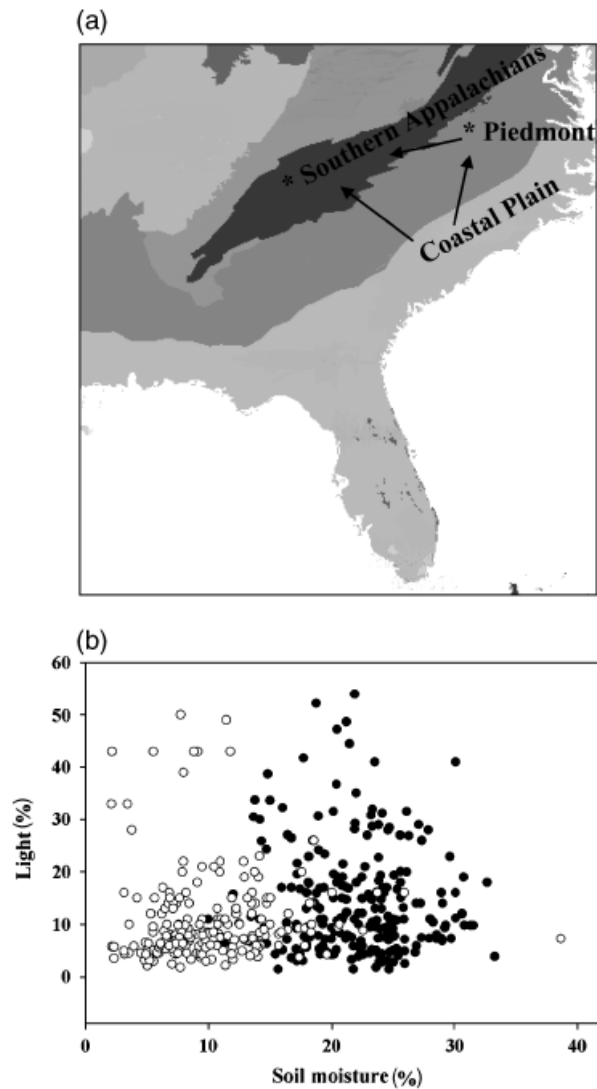 (a)
* Southern Appalachians
* Piedmont
Coastal Plain
(b)
60
50
40
30
20
10
0
Light (%)
0 10 20 30 40
Soil moisture (%)